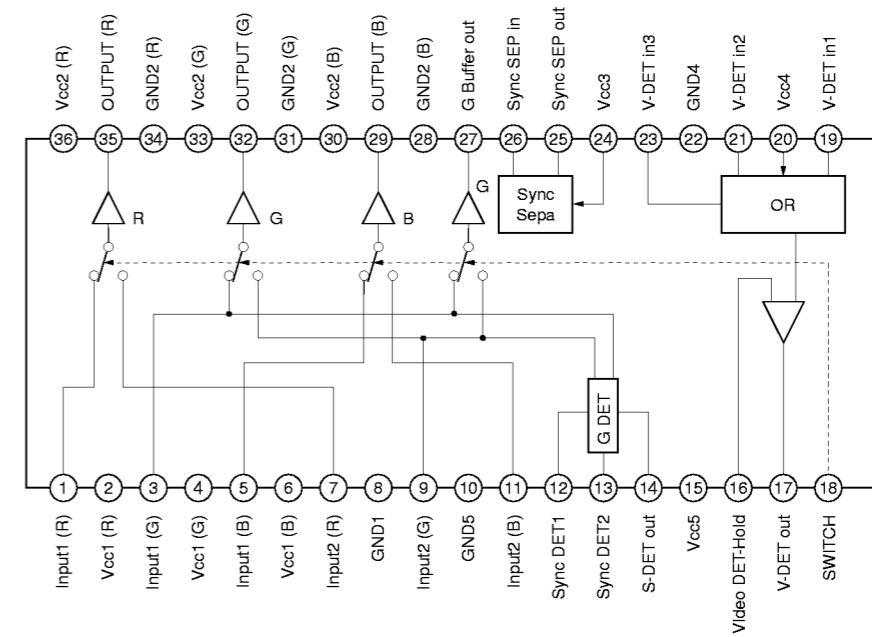 Vcc2 (R)
OUTPUT (R)
GND2 (R)
Vcc2 (G)
OUTPUT (G)
GND2 (G)
Vcc2 (B)
OUTPUT (B)
GND2 (B)
G Buffer out
Sync SEP in
Sync SEP out
Vcc3
V-DET in3
GND4
V-DET in2
Vcc4
V-DET in1
36
35
34
33
32
31
30
29
28
27
26
25
24
23
22
21
20
19
R
G
B
G
Sync
Sepa
OR
G DET
1
2
3
4
5
6
7
8
9
10
11
12
13
14
15
16
17
18
Input1 (R)
Vcc1 (R)
Input1 (G)
Vcc1 (G)
Input1 (B)
Vcc1 (B)
Input2 (R)
GND1
Input2 (G)
GND5
Input2 (B)
Sync DET1
Sync DET2
S-DET out
Vcc5
VIdeo DET-Hold
V-DET out
SWITCH